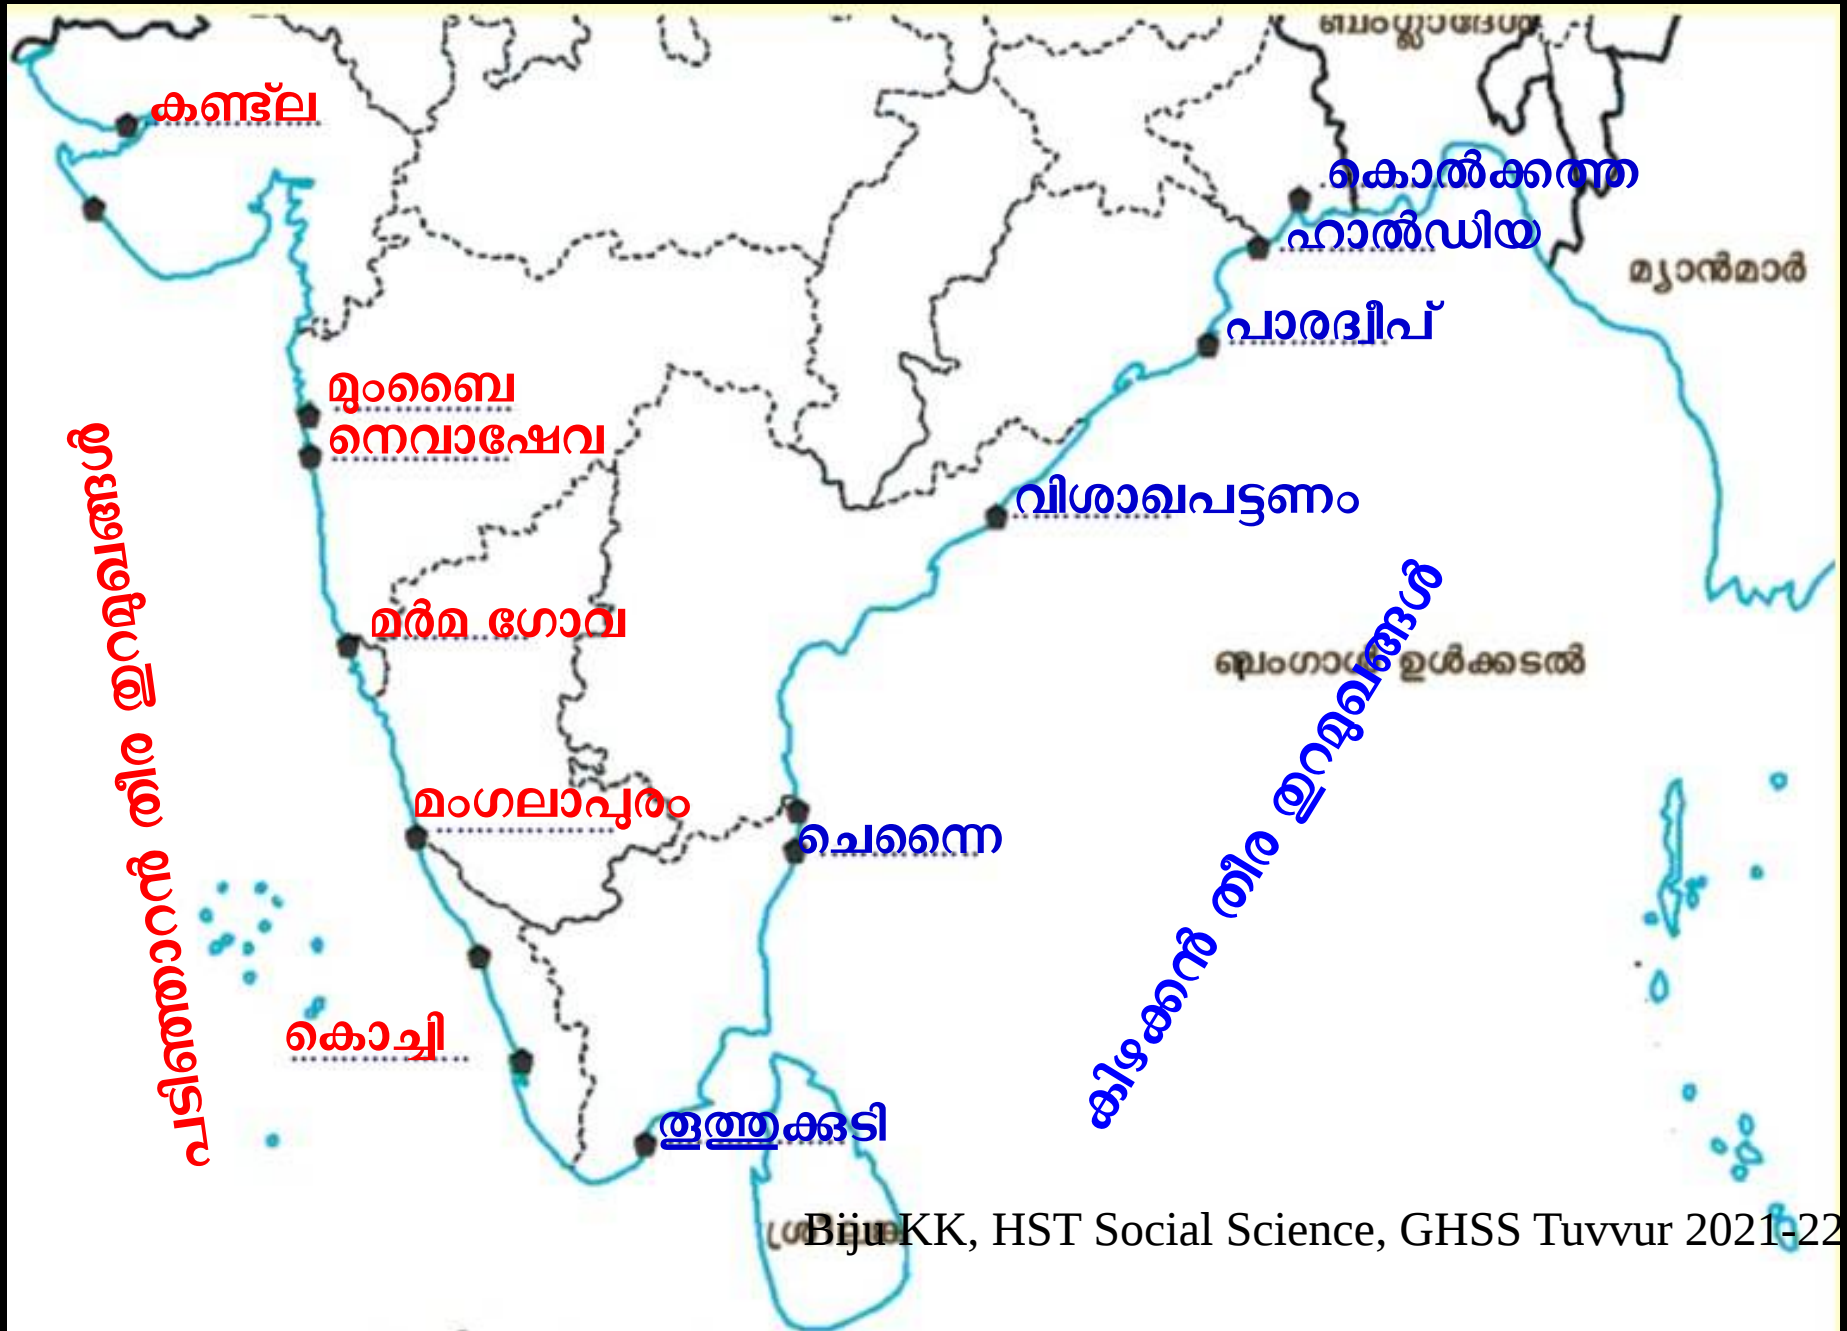 ബംഗ്ലാദേശ്
കണ്ട്ല
കൊൽക്കത്ത
ഹാൽഡിയ
മ്യാൻമാർ
പാരദ്വീപ്
മുംബൈ
നെവാഷേവ
വിശാഖപട്ടണം
മർമ ഗോവ
ബംഗാൾ ഉൾക്കടൽ
മംഗലാപുരം
ചെന്നൈ
കൊച്ചി
തൂത്തുക്കുടി
പടിഞ്ഞാറൻ തീര തുറമുഖങ്ങൾ
കിഴക്കൻ തീര തുറമുഖങ്ങൾ
ശ്രീലങ്ക
Biju KK, HST Social Science, GHSS Tuvvur 2021-22